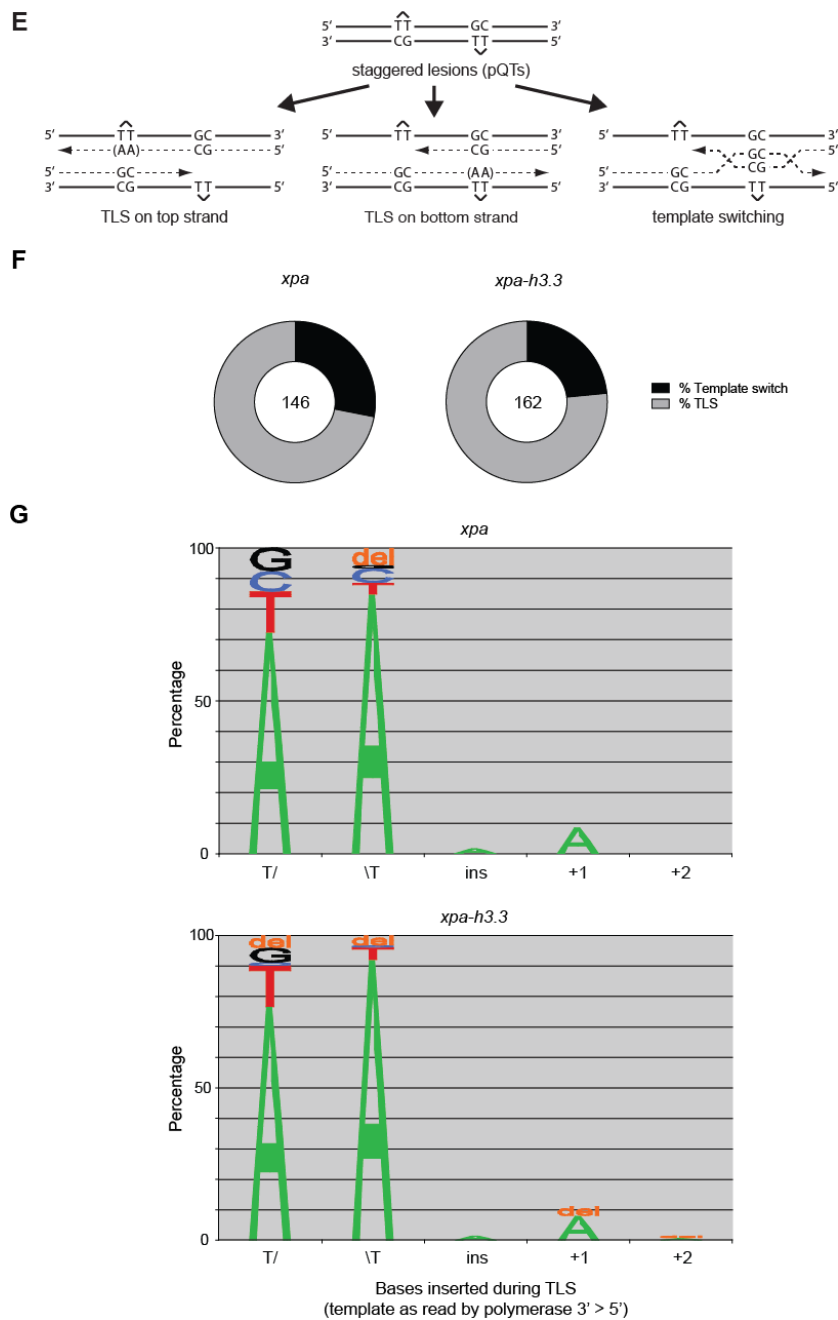 E
5' TT GC 3'
3' CG TT 5'
staggered lesions (pQTs)
5' TT GC 3'
(AA) CG 5'
5' GC
3' CG TT 5'
TLS on top strand
5' TT GC 3'
CG 5'
5' GC (AA)
3' CG TT 5'
TLS on bottom strand
5' TT GC 3'
GC 5'
5' GC CG
3' CG TT 5'
template switching
F
xpa xpa-h3.3
146 162
% Template switch
% TLS
G
xpa
100
50
0
Percentage
G
C
T
A
del
G
C
T
A
A
A
T/ \T ins +1 +2
xpa-h3.3
100
50
0
Percentage
del
G
C
T
A
del
C
T
A
A
del
A
del
T/ \T ins +1 +2
Bases inserted during TLS
(template as read by polymerase 3' > 5')